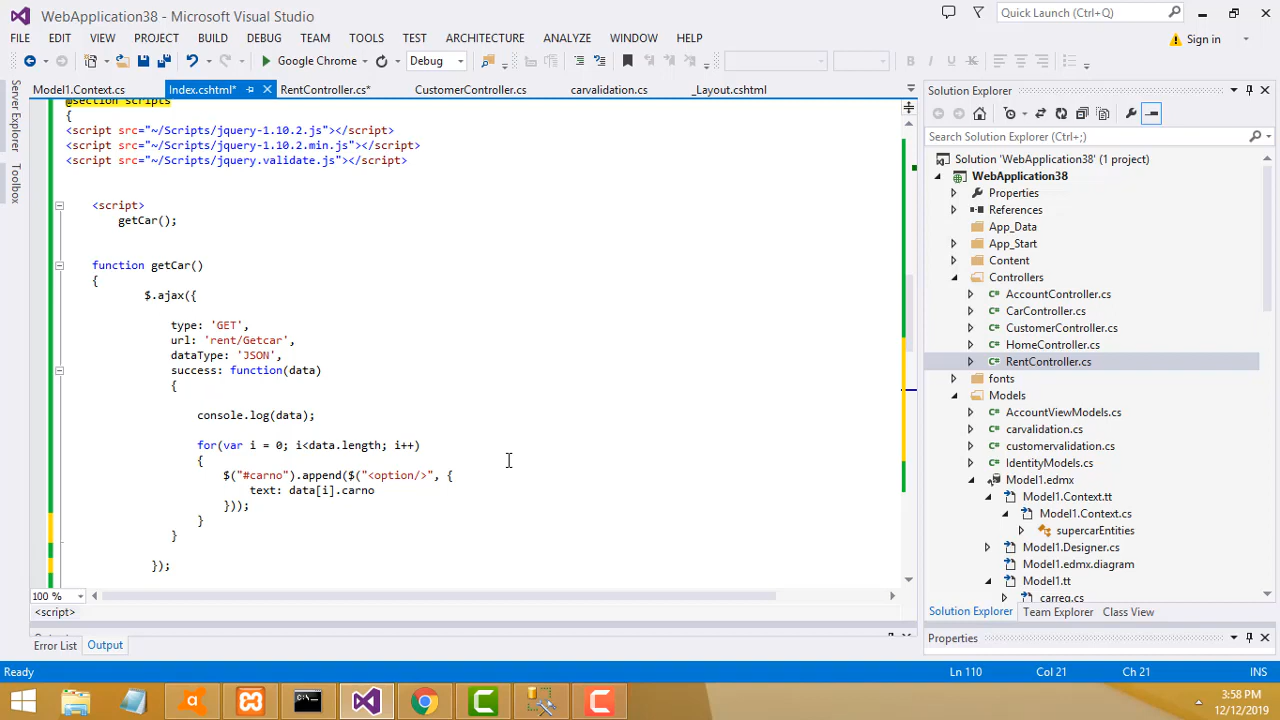 WebApplication38 - Microsoft Visual Studio
Quick Launch (Ctrl+Q)
FILE EDIT VIEW PROJECT BUILD DEBUG TEAM TOOLS TEST ARCHITECTURE ANALYZE WINDOW HELP
Sign in
Google Chrome
Debug
Server Explorer
Toolbox
Model1.Context.cs
Index.cshtml*
RentController.cs*
CustomerController.cs
carvalidation.cs
_Layout.cshtml
@section scripts
{
<script src="~/Scripts/jquery-1.10.2.js"></script>
<script src="~/Scripts/jquery-1.10.2.min.js"></script>
<script src="~/Scripts/jquery.validate.js"></script>
<script>
getCar();
function getCar()
{
$.ajax({
type: 'GET',
url: 'rent/Getcar',
dataType: 'JSON',
success: function(data)
{
console.log(data);
for(var i = 0; i<data.length; i++)
{
$("#carno").append($("<option/>", {
text: data[i].carno
}));
}
}
});
100 %
<script>
Error List
Output
Solution Explorer
Search Solution Explorer (Ctrl+;)
Solution 'WebApplication38' (1 project)
WebApplication38
Properties
References
App_Data
App_Start
Content
Controllers
AccountController.cs
CarController.cs
CustomerController.cs
HomeController.cs
RentController.cs
fonts
Models
AccountViewModels.cs
carvalidation.cs
customervalidation.cs
IdentityModels.cs
Model1.edmx
Model1.Context.tt
Model1.Context.cs
supercarEntities
Model1.Designer.cs
Model1.edmx.diagram
Model1.tt
carreg.cs
Solution Explorer Team Explorer Class View
Properties
Ready
Ln 110
Col 21
Ch 21
INS
3:58 PM
12/12/2019